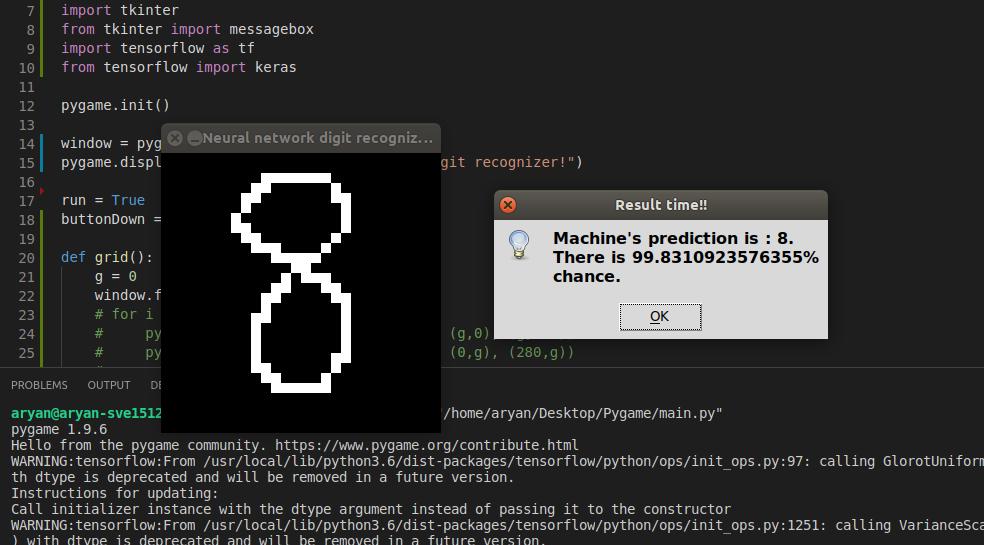 7 import tkinter
8 from tkinter import messagebox
9 import tensorflow as tf
10 from tensorflow import keras
11
12 pygame.init()
13
14 window = pyg
15 pygame.displ git recognizer!")
16
17 run = True
18 buttonDown =
19
20 def grid():
21 g = 0
22 window.f
23 # for i
24 # py (g,0)
25 # py (0,g), (280,g))
Neural network digit recogniz...
8
Result time!!
Machine's prediction is : 8.
There is 99.8310923576355%
chance.
OK
PROBLEMS OUTPUT DE
aryan@aryan-sve1512 /home/aryan/Desktop/Pygame/main.py"
pygame 1.9.6
Hello from the pygame community. https://www.pygame.org/contribute.html
WARNING:tensorflow:From /usr/local/lib/python3.6/dist-packages/tensorflow/python/ops/init_ops.py:97: calling GlorotUniform
th dtype is deprecated and will be removed in a future version.
Instructions for updating:
Call initializer instance with the dtype argument instead of passing it to the constructor
WARNING:tensorflow:From /usr/local/lib/python3.6/dist-packages/tensorflow/python/ops/init_ops.py:1251: calling VarianceSca
) with dtype is deprecated and will be removed in a future version.